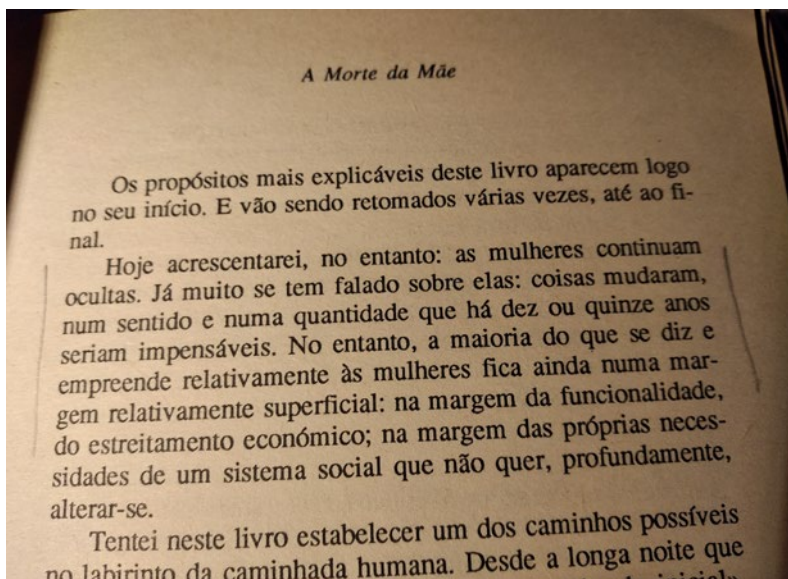 A Morte da Mãe
Os propósitos mais explicáveis deste livro aparecem logo
no seu início. E vão sendo retomados várias vezes, até ao fi-
nal.
Hoje acrescentarei, no entanto: as mulheres continuam
ocultas. Já muito se tem falado sobre elas: coisas mudaram,
num sentido e numa quantidade que há dez ou quinze anos
seriam impensáveis. No entanto, a maioria do que se diz e
empreende relativamente às mulheres fica ainda numa mar-
gem relativamente superficial: na margem da funcionalidade,
do estreitamento económico; na margem das próprias neces-
sidades de um sistema social que não quer, profundamente,
alterar-se.
Tentei neste livro estabelecer um dos caminhos possíveis
no labirinto da caminhada humana. Desde a longa noite que